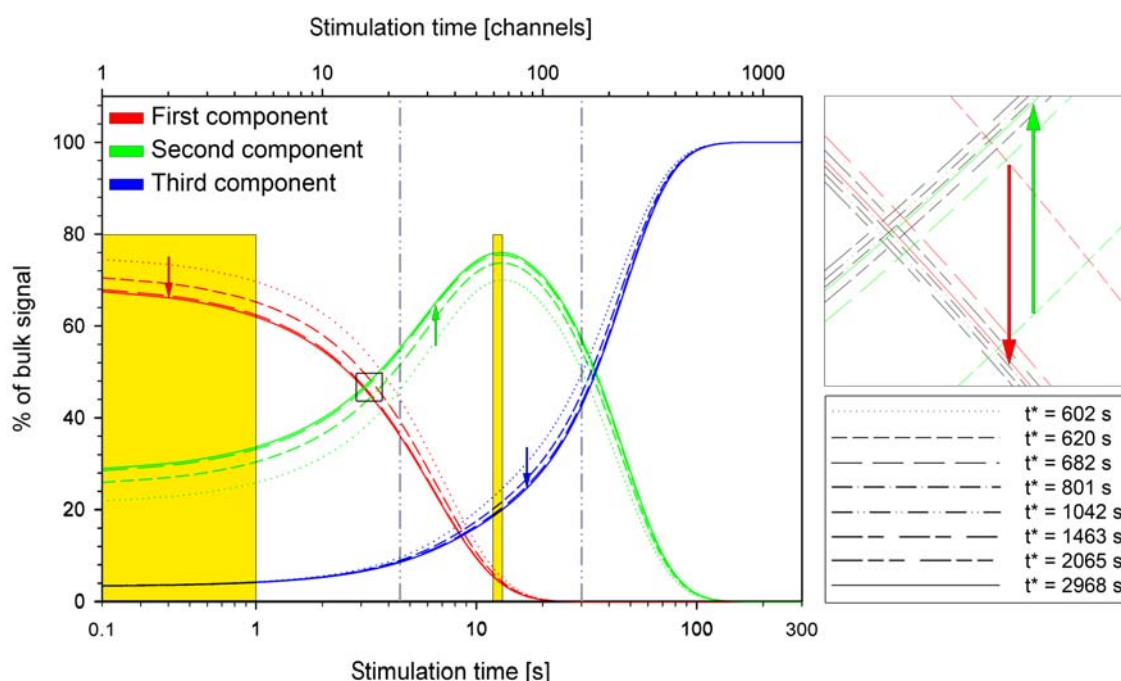 Stimulation time [channels]
1 10 100 1000
First component
Second component
Third component
100
80
60
40
20
0
% of bulk signal
0.1 1 10 100 300
Stimulation time [s]
t* = 602 s
t* = 620 s
t* = 682 s
t* = 801 s
t* = 1042 s
t* = 1463 s
t* = 2065 s
t* = 2968 s